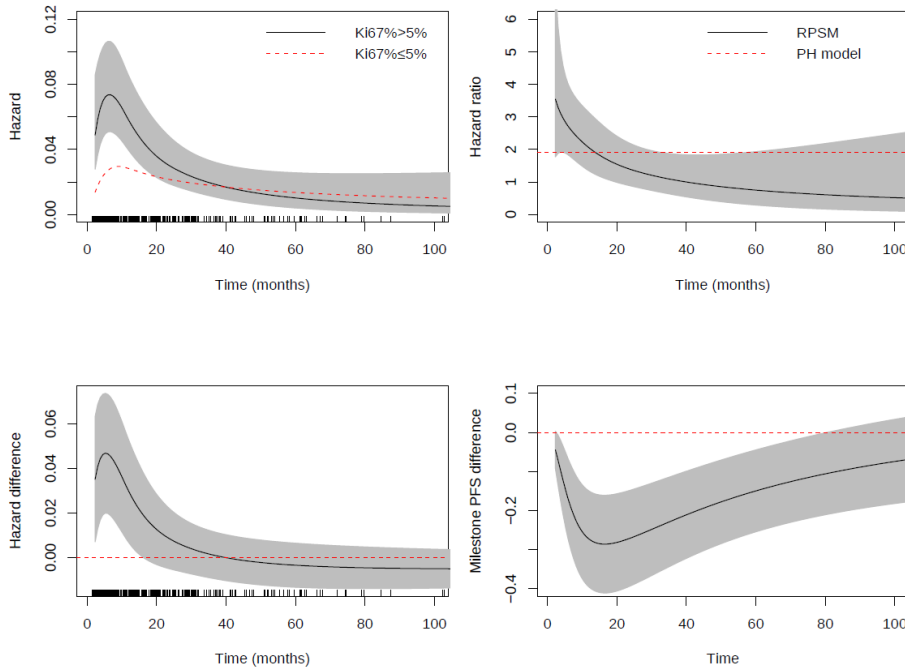 Hazard
0.12
0.08
0.04
0.00
Ki67%>5%
Ki67%≤5%
0 20 40 60 80 100
Time (months)
Hazard ratio
6
5
4
3
2
1
0
RPSM
PH model
0 20 40 60 80 100
Time (months)
Hazard difference
0.06
0.04
0.02
0.00
0 20 40 60 80 100
Time (months)
Milestone PFS difference
0.1
0.0
−0.2
−0.4
0 20 40 60 80 100
Time